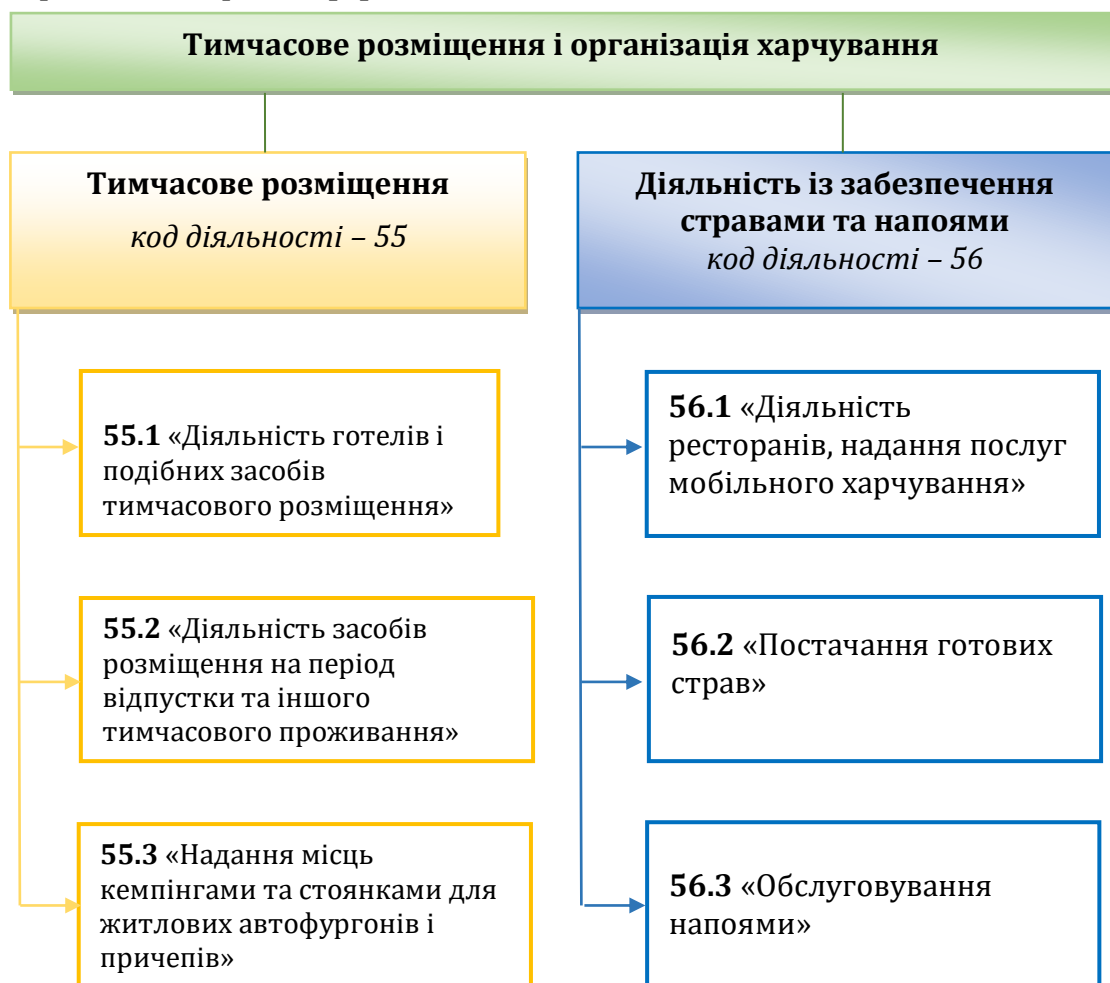 Тимчасове розміщення і організація харчування
Тимчасове розміщення
код діяльності – 55
Діяльність із забезпечення
стравами та напоями
код діяльності – 56
55.1 «Діяльність готелів і
подібних засобів
тимчасового розміщення»
55.2 «Діяльність засобів
розміщення на період
відпустки та іншого
тимчасового проживання»
55.3 «Надання місць
кемпінгами та стоянками для
житлових автофургонів і
причепів»
56.1 «Діяльність
ресторанів, надання послуг
мобільного харчування»
56.2 «Постачання готових
страв»
56.3 «Обслуговування
напоями»